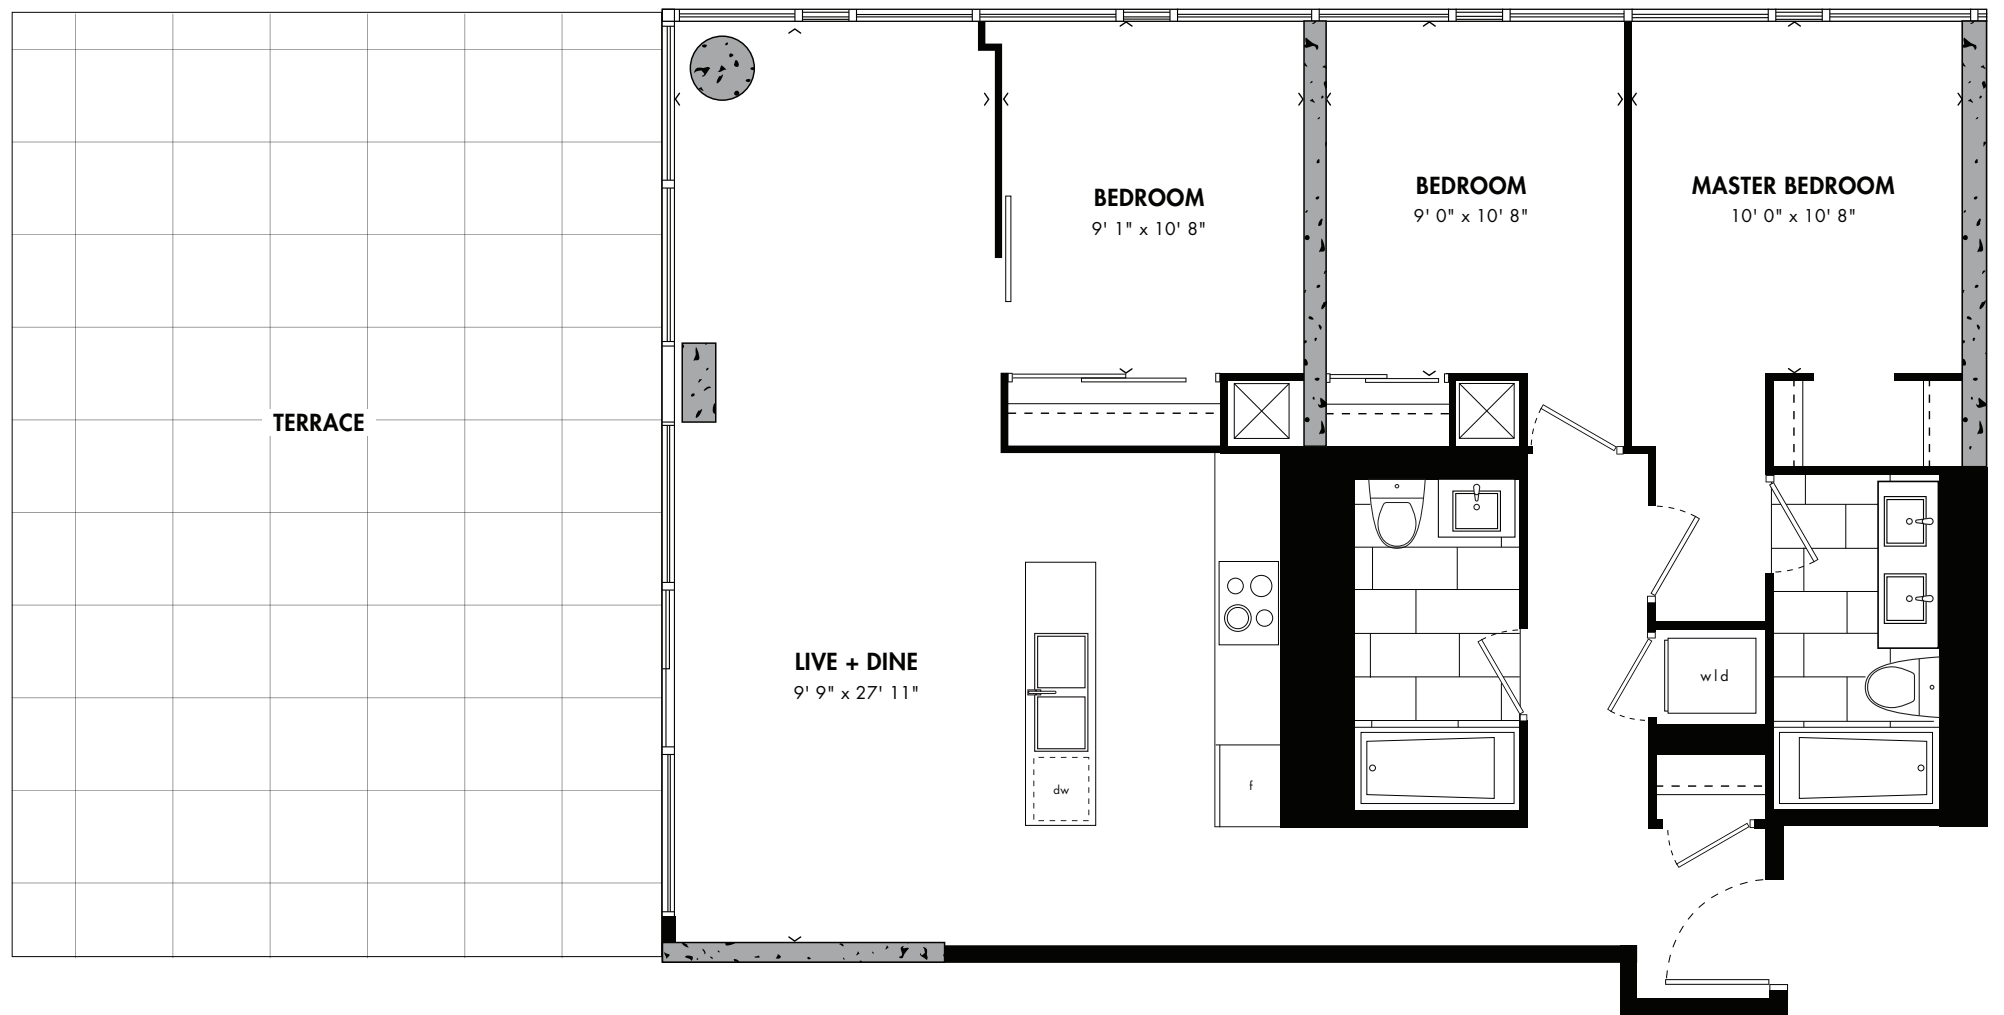 BEDROOM
9' 1" x 10' 8"
BEDROOM
9' 0" x 10' 8"
MASTER BEDROOM
10' 0" x 10' 8"
TERRACE
LIVE + DINE
9' 9" x 27' 11"
wld
dw
f